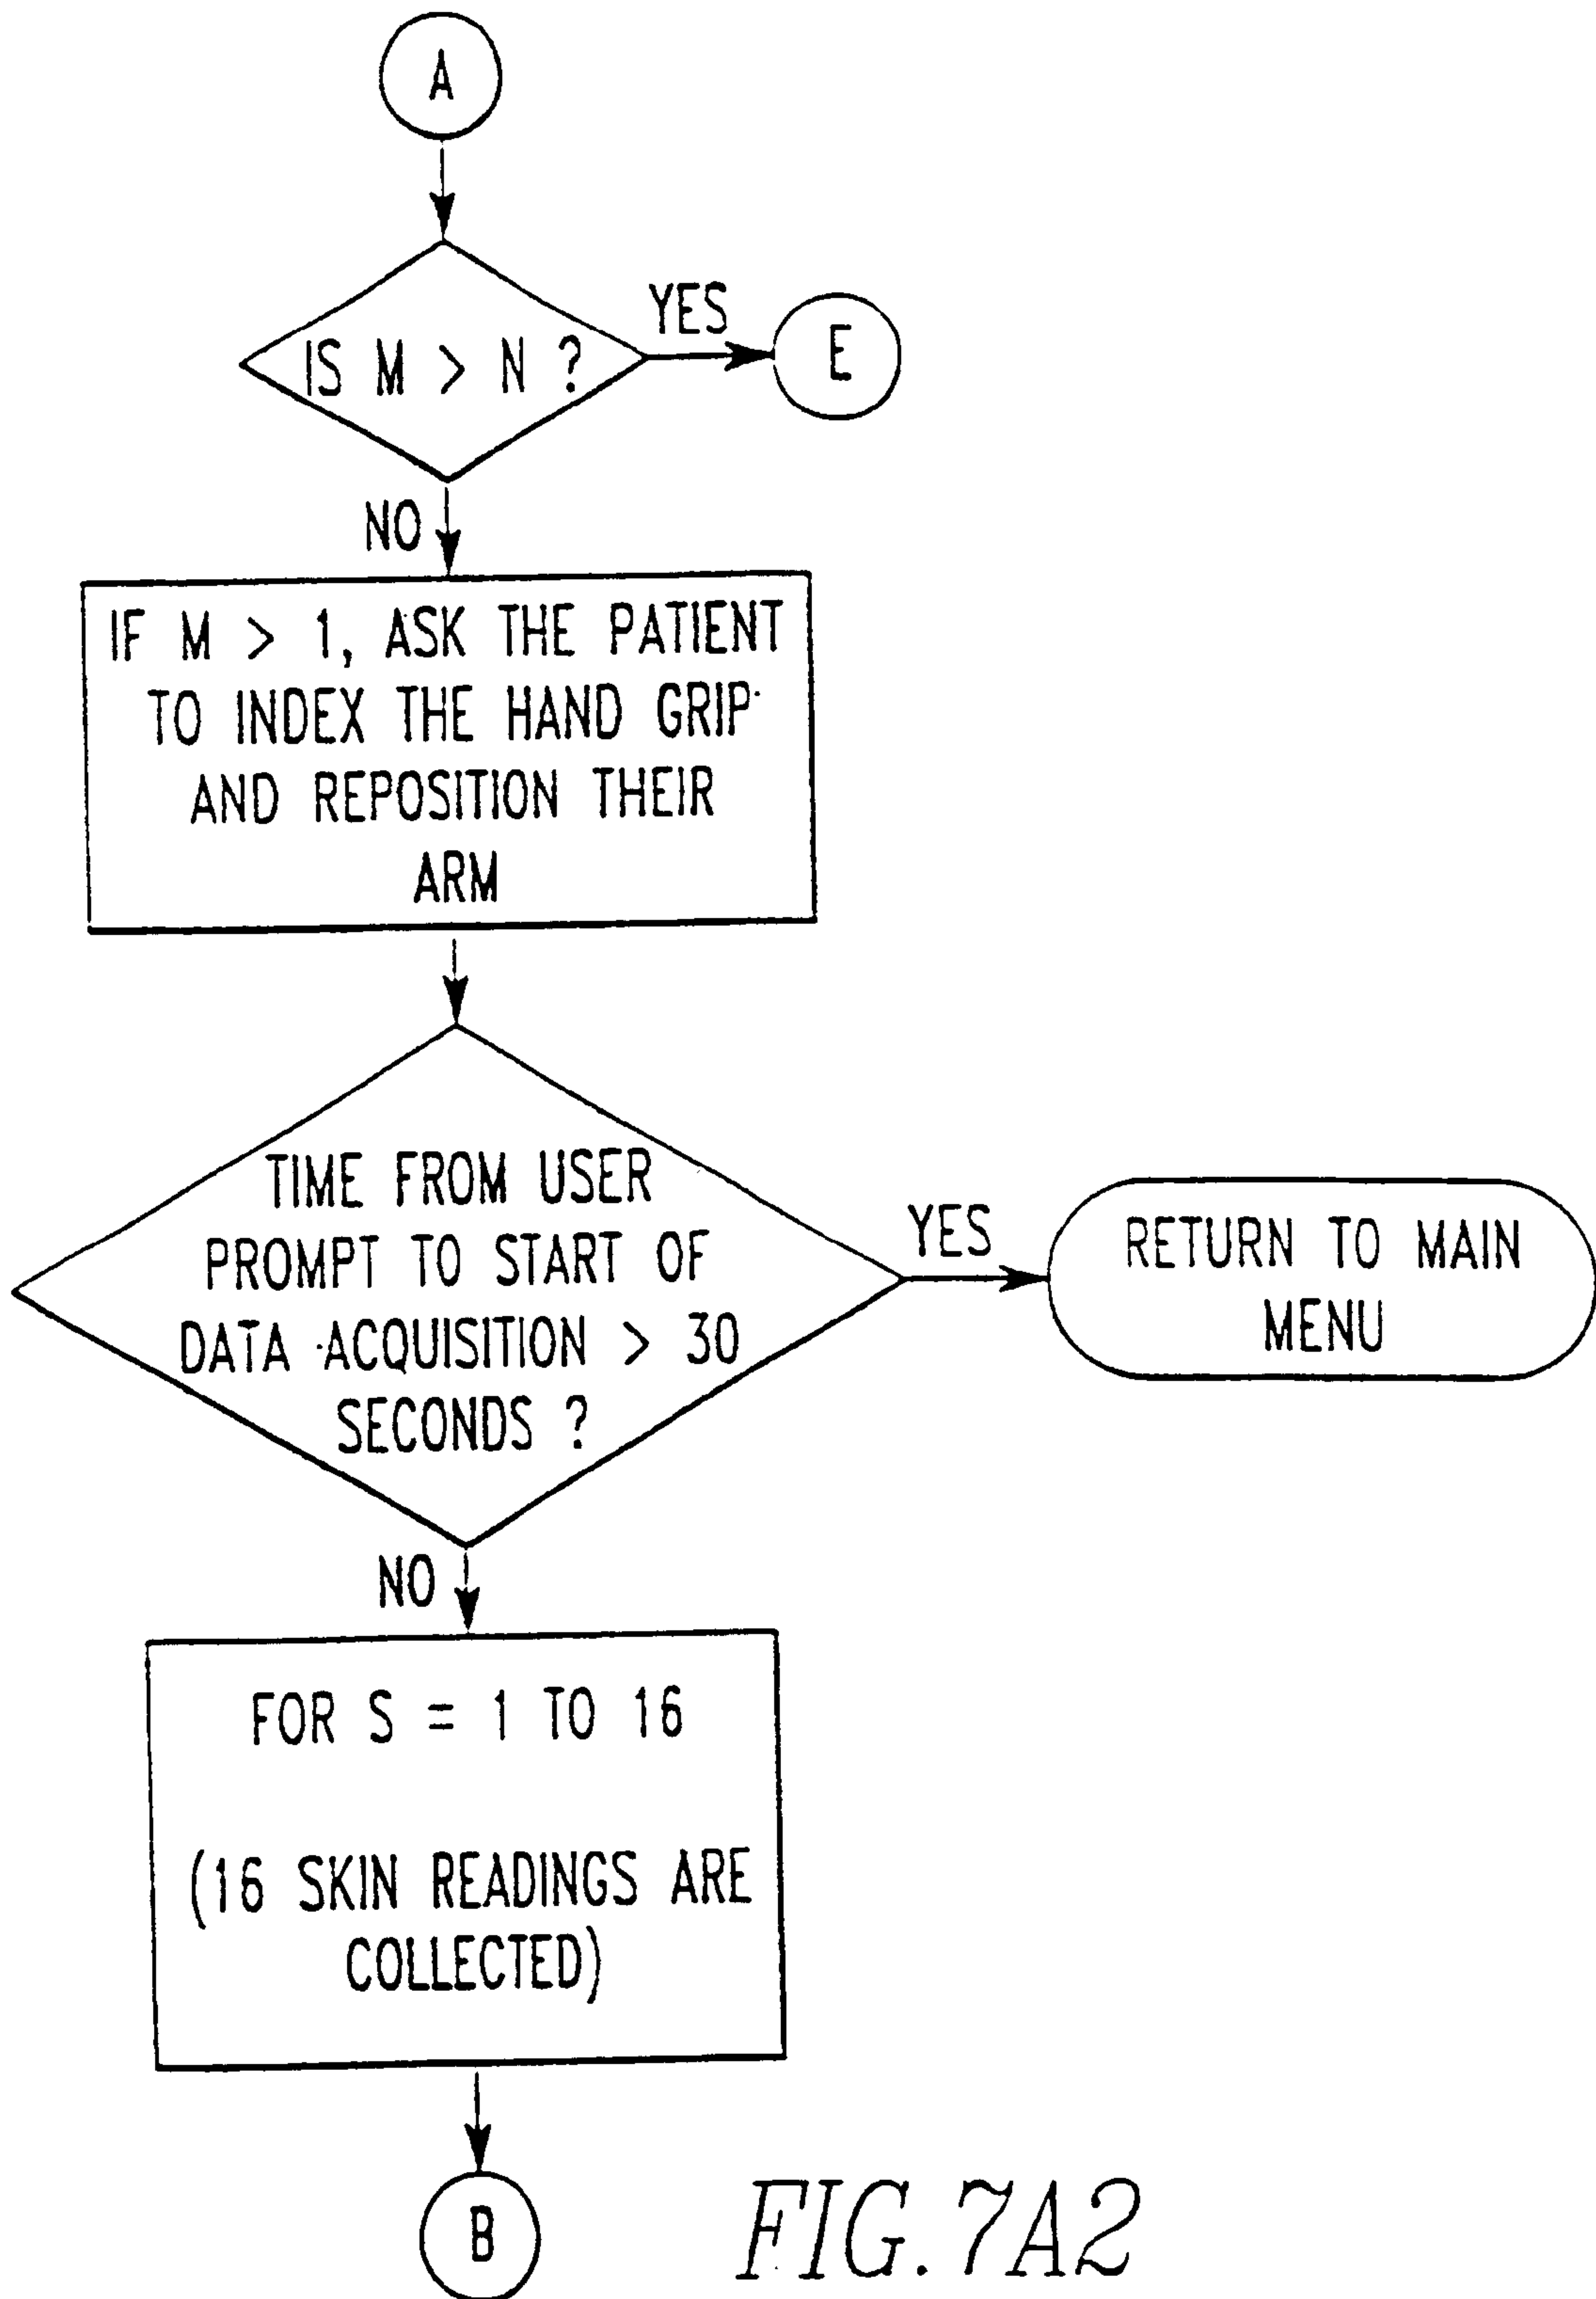 A
IS M > N ?
YES
E
NO
IF M > 1, ASK THE PATIENT
TO INDEX THE HAND GRIP
AND REPOSITION THEIR
ARM
TIME FROM USER
PROMPT TO START OF
DATA ACQUISITION > 30
SECONDS ?
YES
RETURN TO MAIN
MENU
NO
FOR S = 1 TO 16
(16 SKIN READINGS ARE
COLLECTED)
B
FIG. 7A2